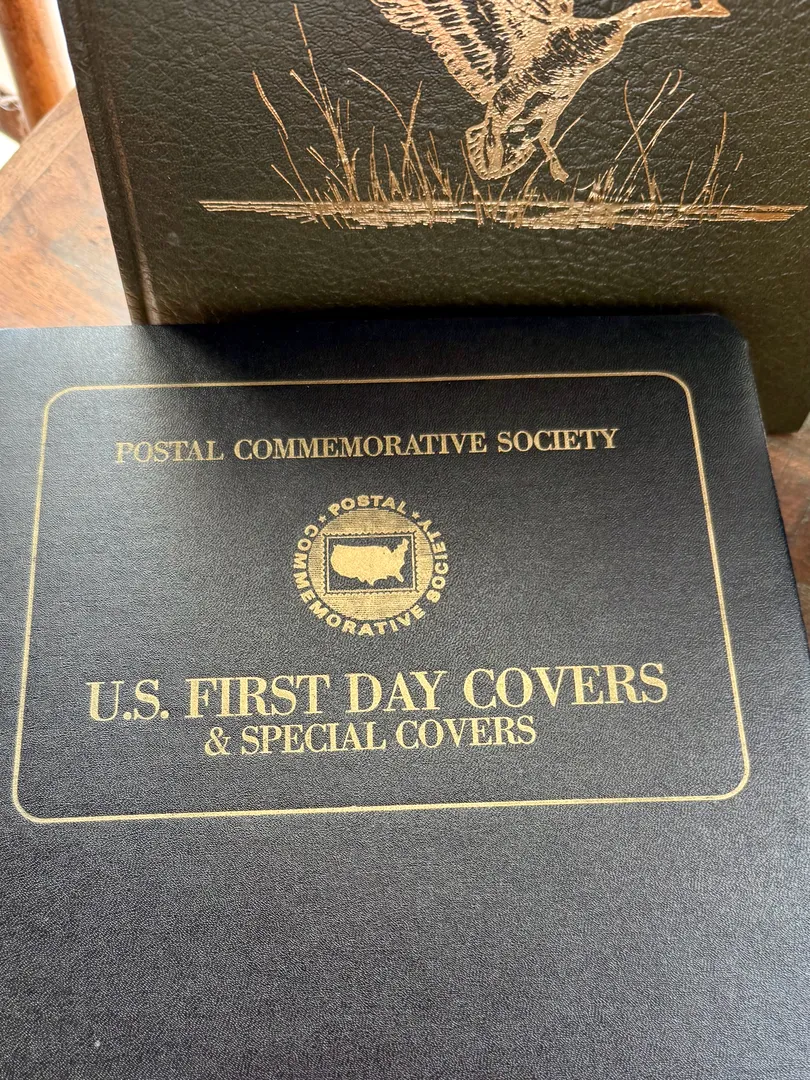 POSTAL COMMEMORATIVE SOCIETY
★ POSTAL ★
COMMEMORATIVE SOCIETY
U.S. FIRST DAY COVERS
& SPECIAL COVERS